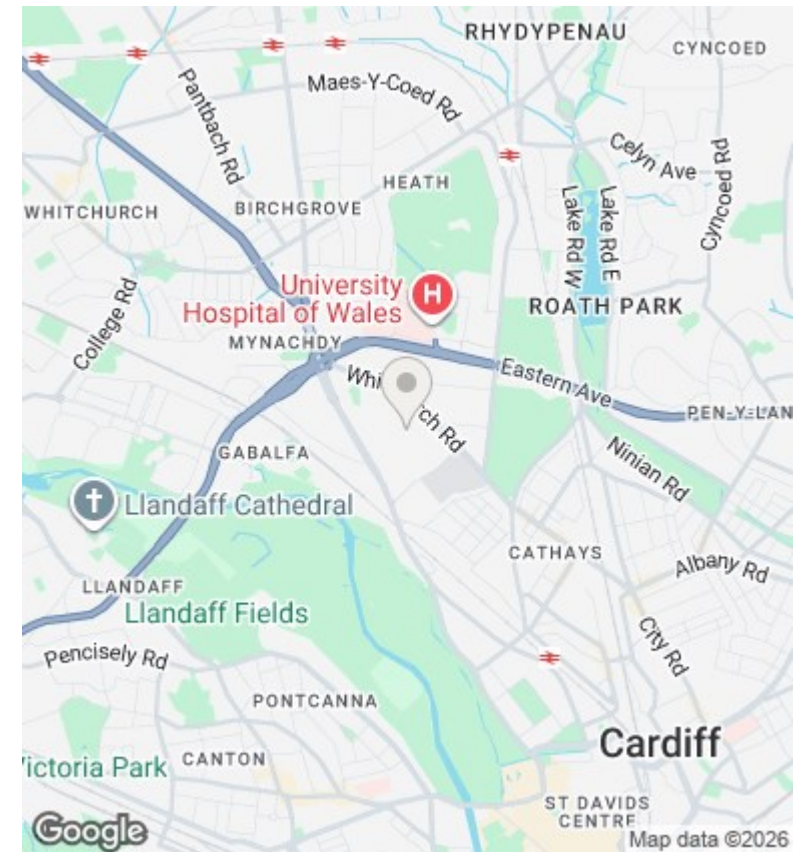 RHYDYPENAU
CYNCOED
Pantbach Rd
Maes-Y-Coed Rd
Celyn Ave
Cyncoed Rd
HEATH
WHITCHURCH
BIRCHGROVE
Lake Rd W
Lake Rd E
College Rd
University
Hospital of Wales
H
ROATH PARK
MYNACHDY
Eastern Ave
PEN-Y-LAN
GABALFA
Ninian Rd
Llandaff Cathedral
CATHAYS
Albany Rd
LLANDAFF
Llandaff Fields
City Rd
Pencisely Rd
PONTCANNA
Cardiff
Victoria Park
CANTON
ST DAVIDS
CENTRE
Google
Map data ©2026